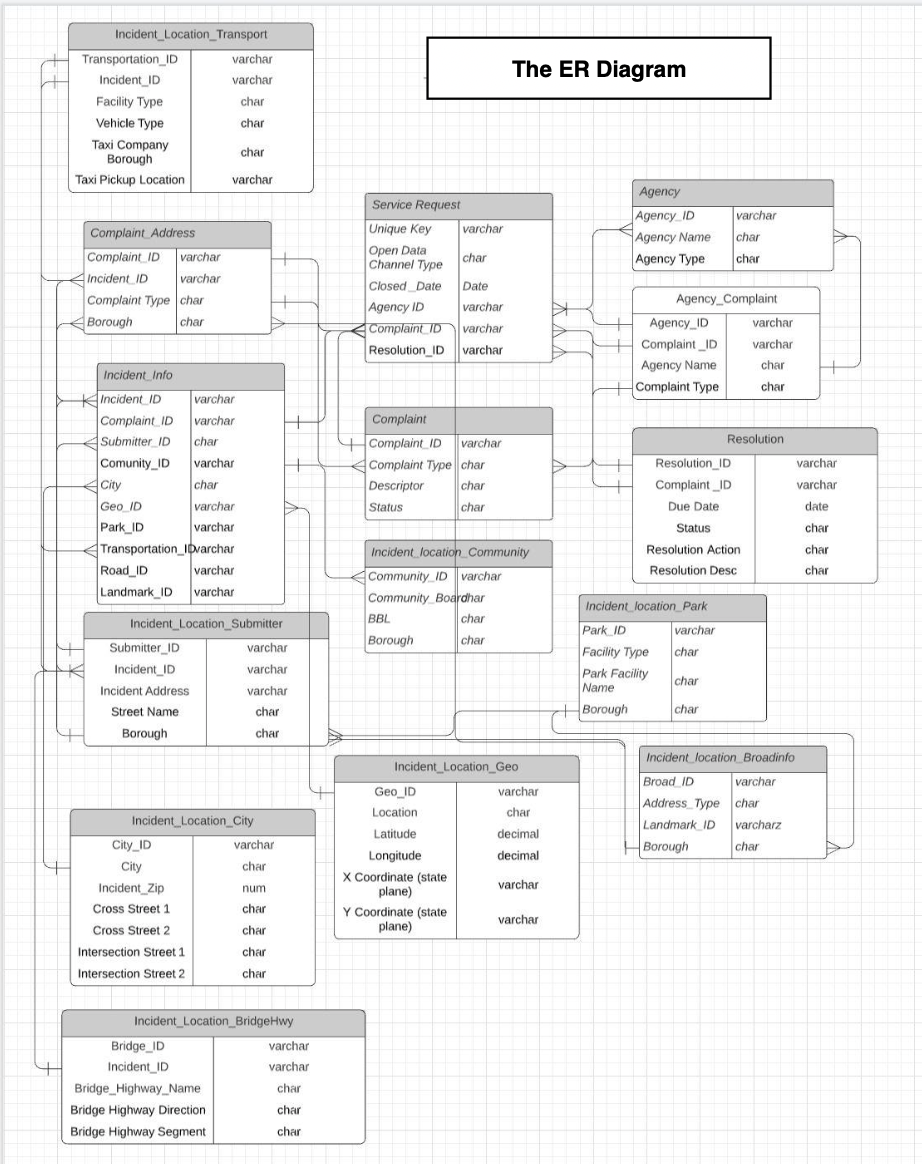 The ER Diagram
Incident_Location_Transport
Transportation_ID varchar
Incident_ID varchar
Facility Type char
Vehicle Type char
Taxi Company
Borough char
Taxi Pickup Location varchar
Complaint_Address
Complaint_ID varchar
Incident_ID varchar
Complaint Type char
Borough char
Service Request
Unique Key varchar
Open Data
Channel Type char
Closed _Date Date
Agency ID varchar
Complaint_ID varchar
Resolution_ID varchar
Agency
Agency_ID varchar
Agency Name char
Agency Type char
Agency_Complaint
Agency_ID varchar
Complaint _ID varchar
Agency Name char
Complaint Type char
Incident_Info
Incident_ID varchar
Complaint_ID varchar
Submitter_ID char
Comunity_ID varchar
City char
Geo_ID varchar
Park_ID varchar
Transportation_ID varchar
Road_ID varchar
Landmark_ID varchar
Complaint
Complaint_ID varchar
Complaint Type char
Descriptor char
Status char
Resolution
Resolution_ID varchar
Complaint _ID varchar
Due Date date
Status char
Resolution Action char
Resolution Desc char
Incident_location_Community
Community_ID varchar
Community_Board char
BBL char
Borough char
Incident_location_Park
Park_ID varchar
Facility Type char
Park Facility
Name char
Borough char
Incident_Location_Submitter
Submitter_ID varchar
Incident_ID varchar
Incident Address varchar
Street Name char
Borough char
Incident_location_Broadinfo
Broad_ID varchar
Address_Type char
Landmark_ID varcharz
Borough char
Incident_Location_Geo
Geo_ID varchar
Location char
Latitude decimal
Longitude decimal
X Coordinate (state
plane) varchar
Y Coordinate (state
plane) varchar
Incident_Location_City
City_ID varchar
City char
Incident_Zip num
Cross Street 1 char
Cross Street 2 char
Intersection Street 1 char
Intersection Street 2 char
Incident_Location_BridgeHwy
Bridge_ID varchar
Incident_ID varchar
Bridge_Highway_Name char
Bridge Highway Direction char
Bridge Highway Segment char